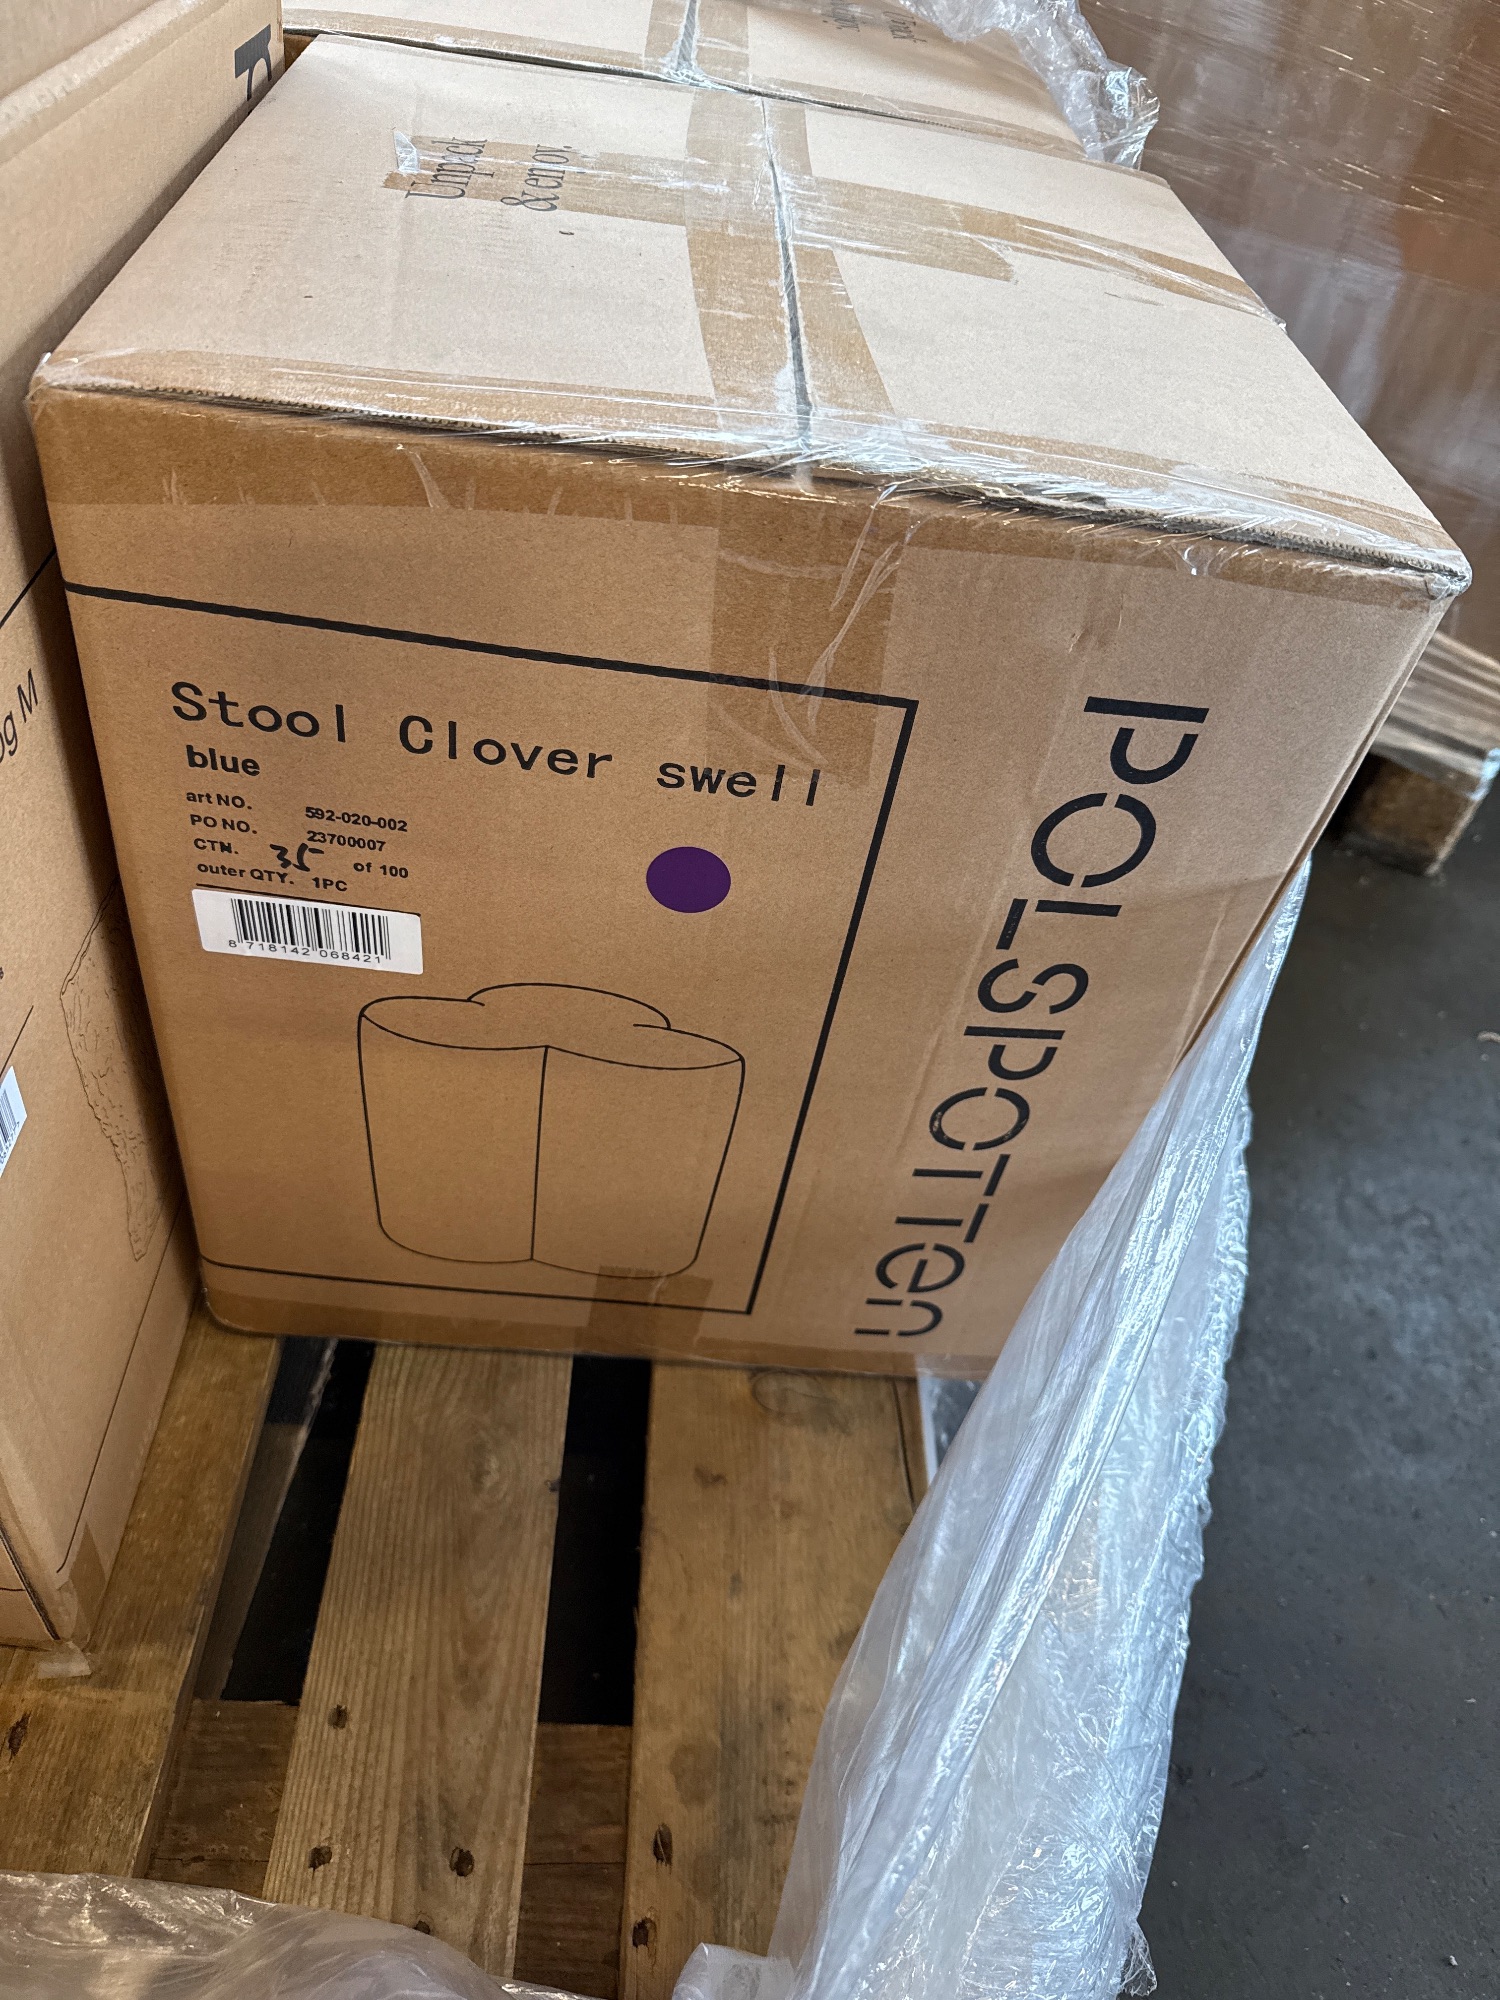 Unpack
& enjoy.
Stool Clover swell
blue
art NO. 592-020-002
PO NO. 23700007
CTN. 35 of 100
outer QTY. 1PC
8 718142 068421
POLSPOTTEN
og M